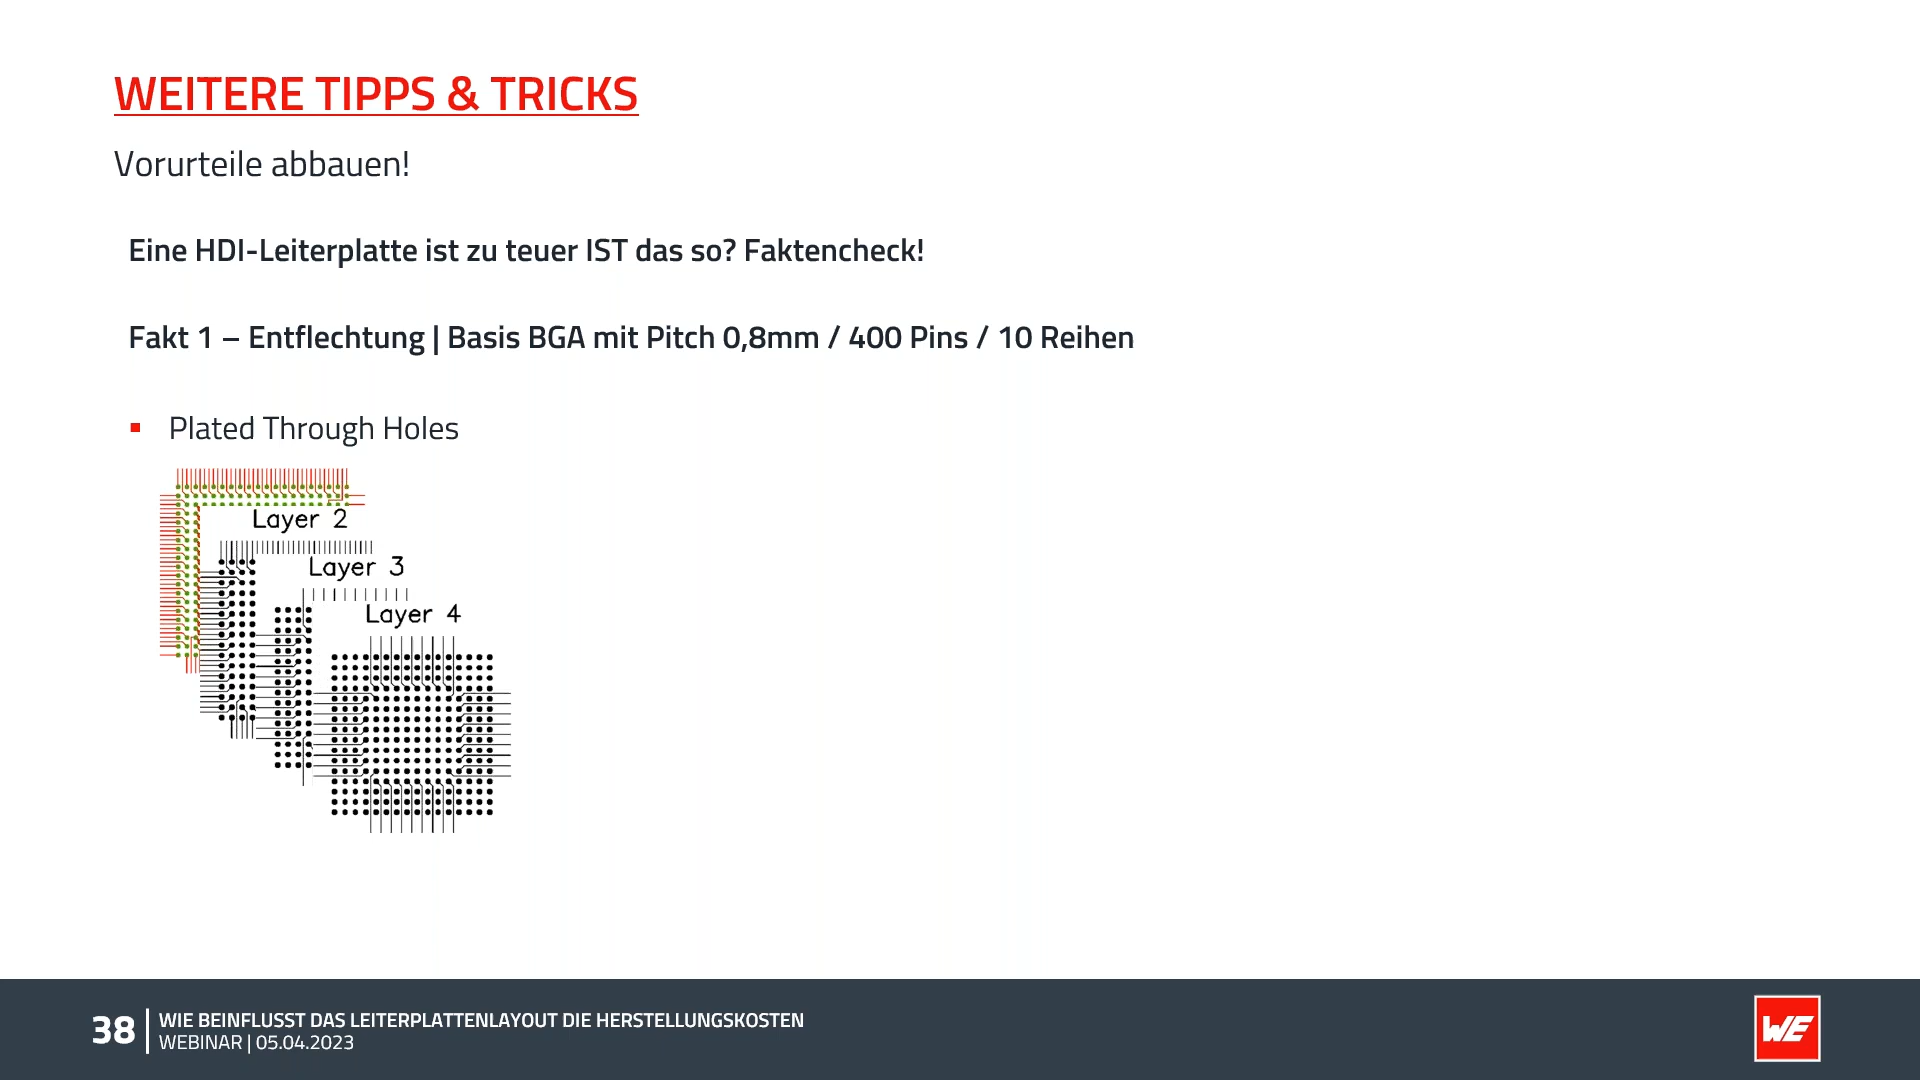 WEITERE TIPPS & TRICKS
Vorurteile abbauen!
Eine HDI-Leiterplatte ist zu teuer IST das so? Faktencheck!
Fakt 1 – Entflechtung | Basis BGA mit Pitch 0,8mm / 400 Pins / 10 Reihen
▪ Plated Through Holes
Layer 2
Layer 3
Layer 4
38
WIE BEINFLUSST DAS LEITERPLATTENLAYOUT DIE HERSTELLUNGSKOSTEN
WEBINAR | 05.04.2023
WE